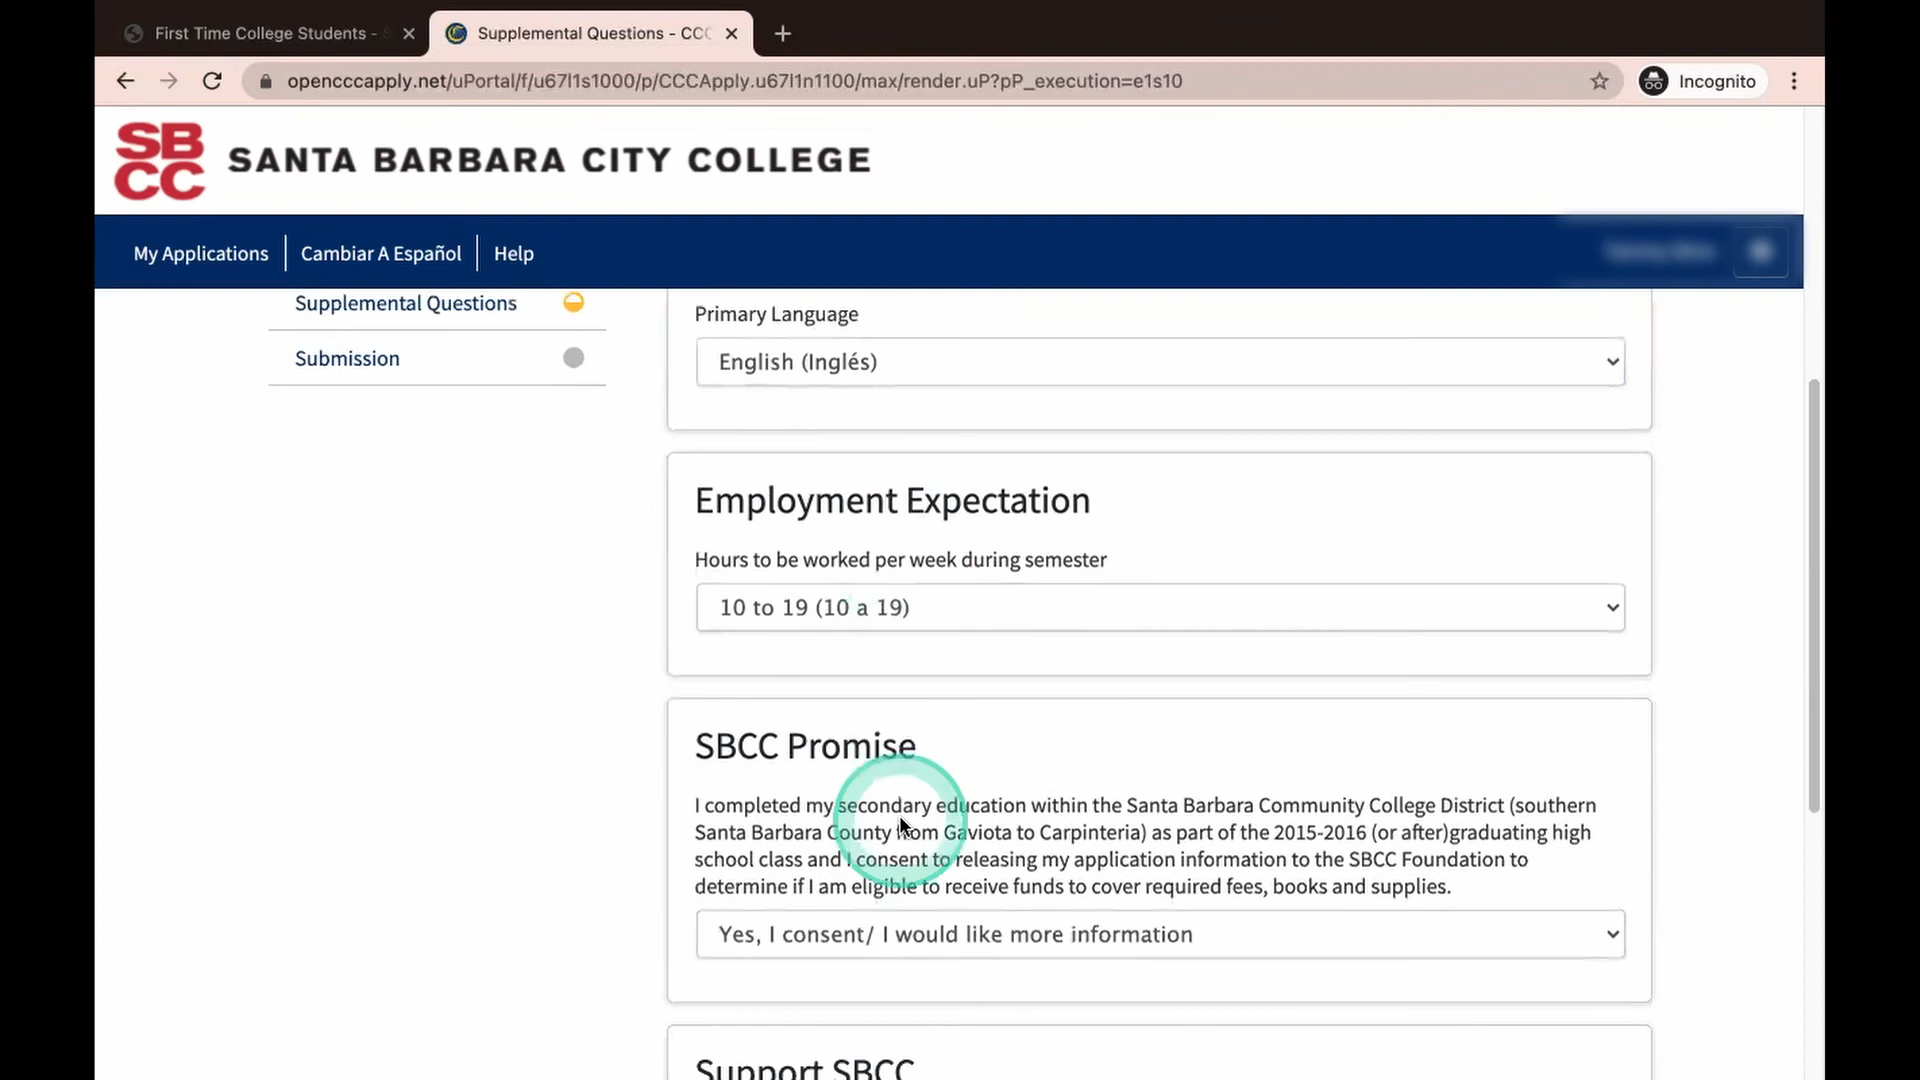 First Time College Students -
Supplemental Questions - CCC
opencccapply.net/uPortal/f/u67l1s1000/p/CCCApply.u67l1n1100/max/render.uP?pP_execution=e1s10
Incognito
SB
CC
SANTA BARBARA CITY COLLEGE
My Applications
Cambiar A Español
Help
Supplemental Questions
Submission
Primary Language
English (Inglés)
Employment Expectation
Hours to be worked per week during semester
10 to 19 (10 a 19)
SBCC Promise
I completed my secondary education within the Santa Barbara Community College District (southern
Santa Barbara County from Gaviota to Carpinteria) as part of the 2015-2016 (or after)graduating high
school class and I consent to releasing my application information to the SBCC Foundation to
determine if I am eligible to receive funds to cover required fees, books and supplies.
Yes, I consent/ I would like more information
Support SBCC